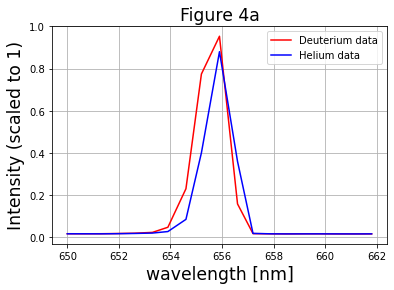 Figure 4a
Intensity (scaled to 1)
1.0
0.8
0.6
0.4
0.2
0.0
Deuterium data
Helium data
650 652 654 656 658 660 662
wavelength [nm]